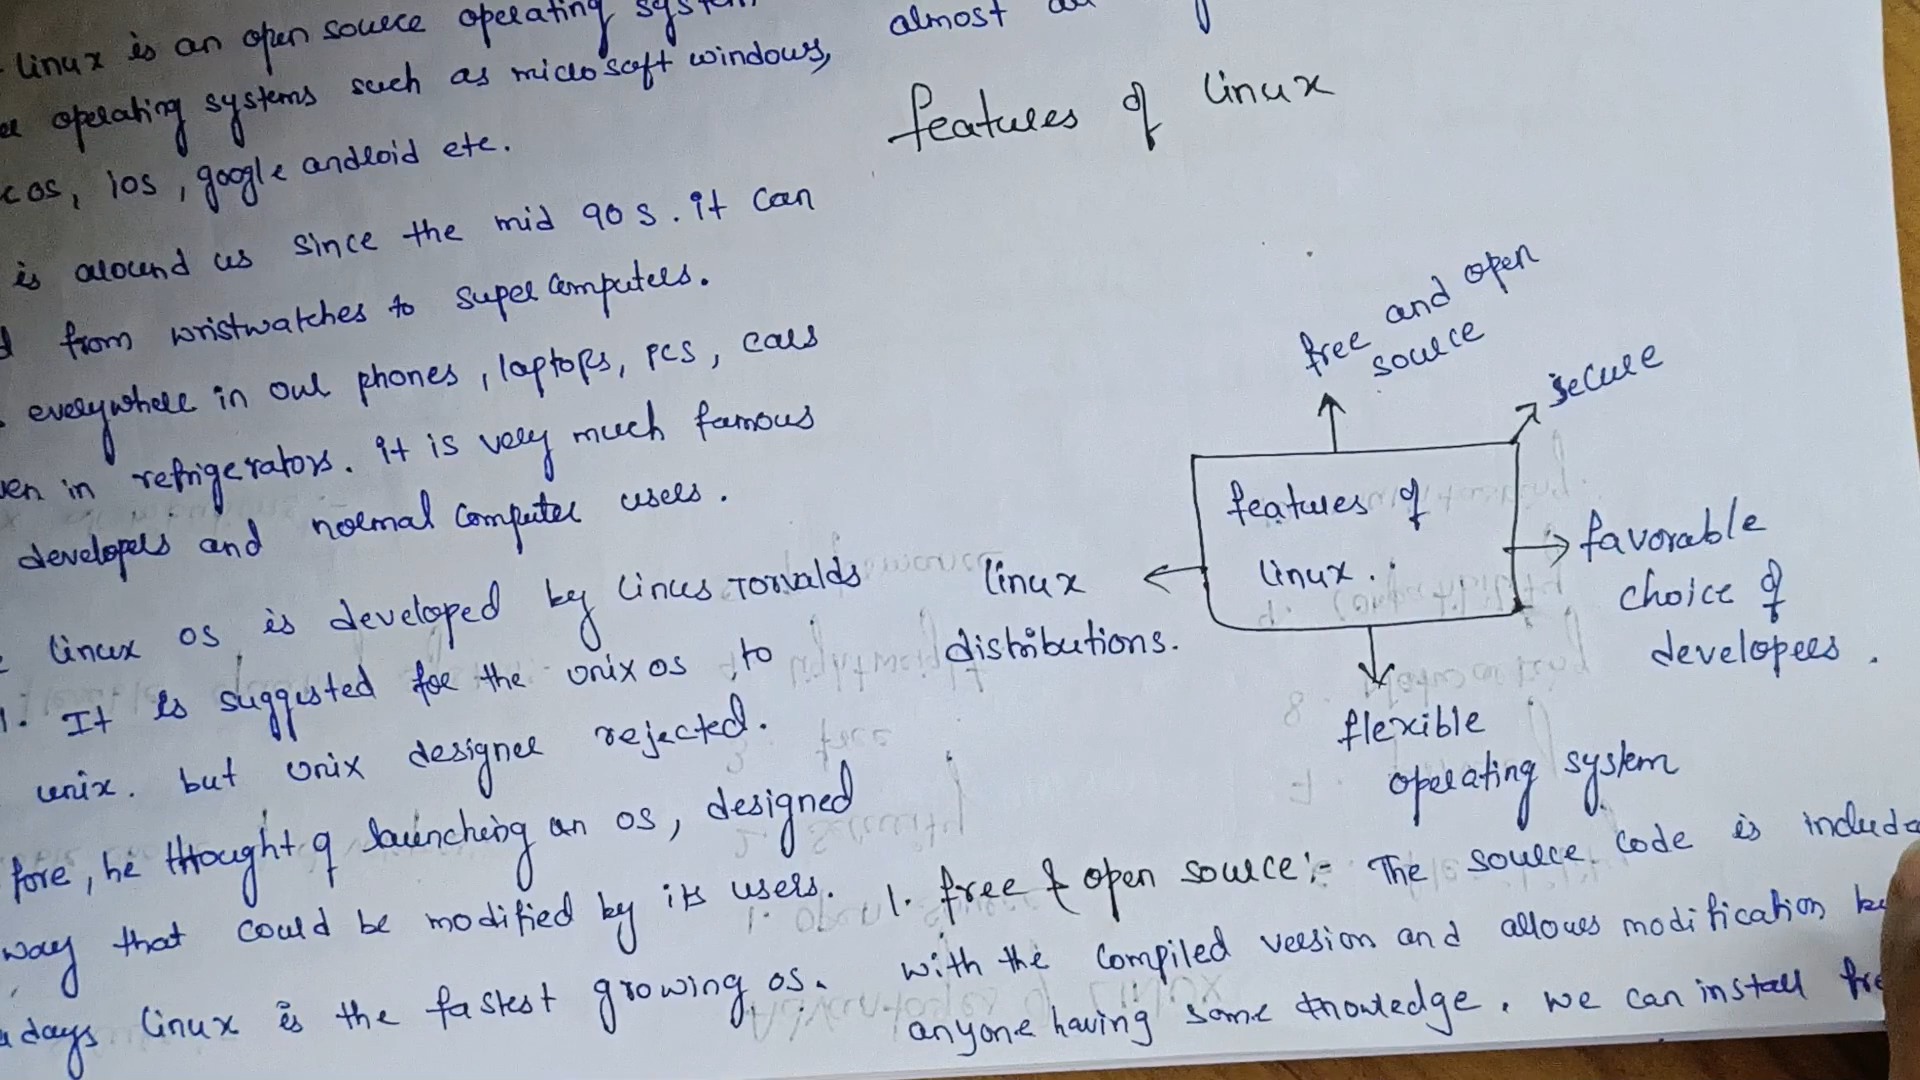 linux is an open source operating system
operating systems such as microsoft windows,
cos, ios, google android etc.
is around us since the mid 90s. it can
from wristwatches to super computers.
everywhere in our phones, laptops, pcs, cars
en in refrigerators. it is very much famous
developers and normal computer users.
linux os is developed by linus torvalds
1. It is suggested for the unix os, to
unix. but unix designer rejected.
fore, he thought of launching an os, designed
way that could be modified by its users.
days linux is the fastest growing os.
almost
features of linux
free and open
source
secure
features of
linux.
favorable
choice of
developers.
linux
distributions.
flexible
operating system
1. free & open source:- The source code is include
with the compiled version and allows modification
anyone having some knowledge. we can install fre